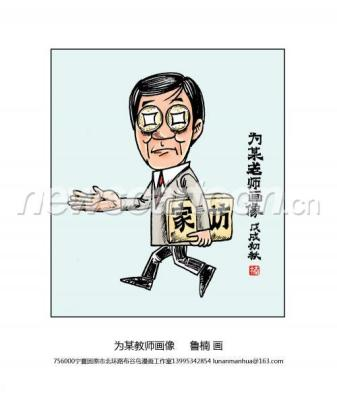 家访
为某老师画像 戊戌初秋
newscartoon.cn
为某教师画像 鲁楠 画
756000宁夏固原市北环路布谷鸟漫画工作室13995342854 lunanmanhua@163.com